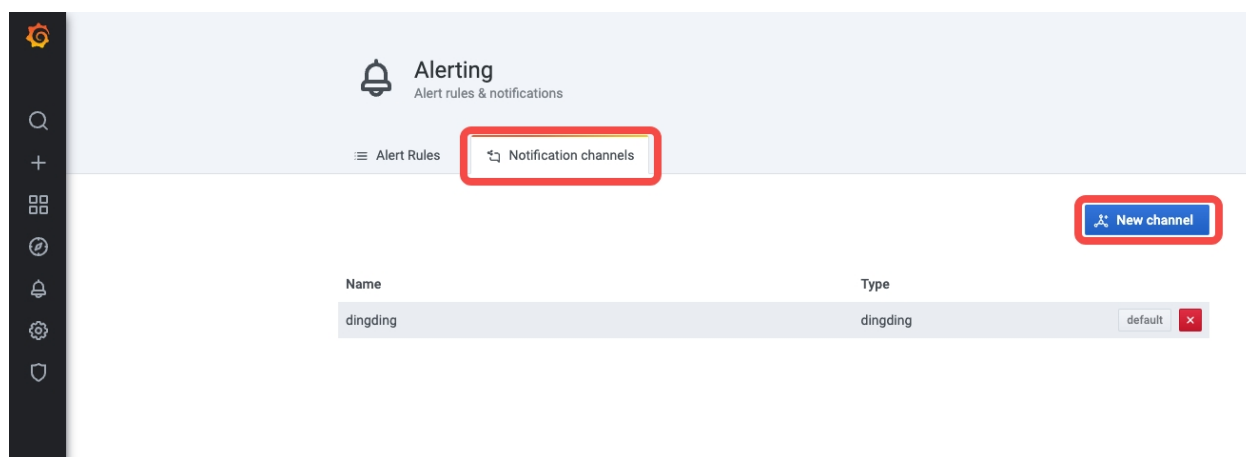 Alerting
Alert rules & notifications
Alert Rules
Notification channels
New channel
Name Type
dingding dingding default ×